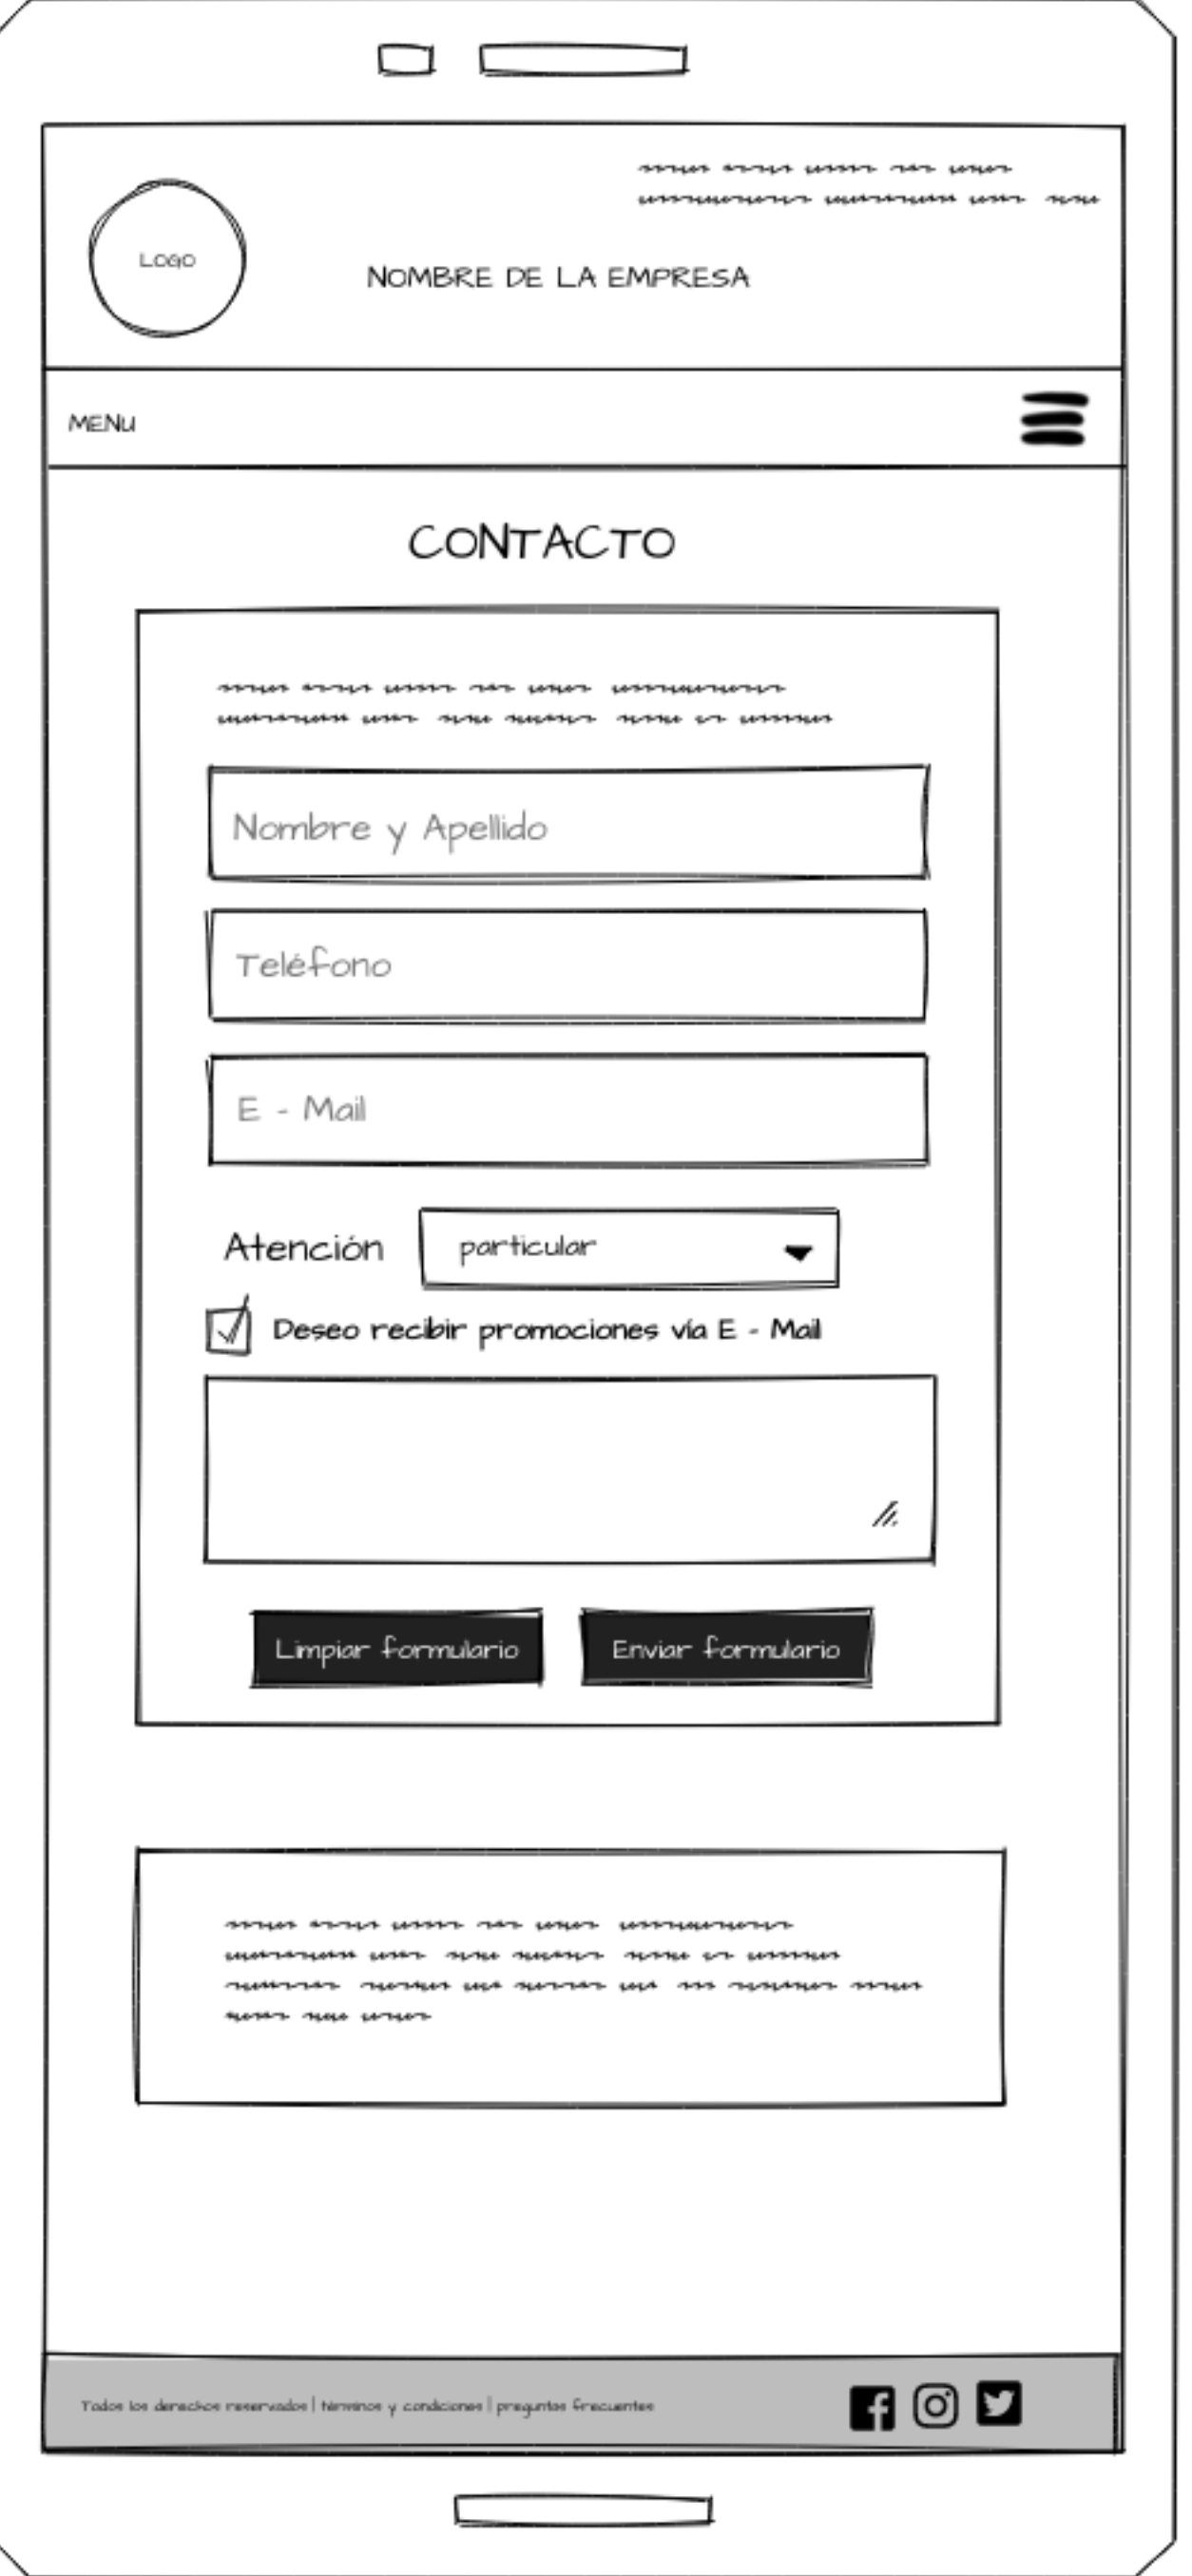 LOGO
NOMBRE DE LA EMPRESA
MENU
CONTACTO
Nombre y Apellido
Teléfono
E - Mail
Atención particular
Deseo recibir promociones vía E - Mail
Limpiar formulario Enviar formulario
Todos los derechos reservados | términos y condiciones | preguntas frecuentes